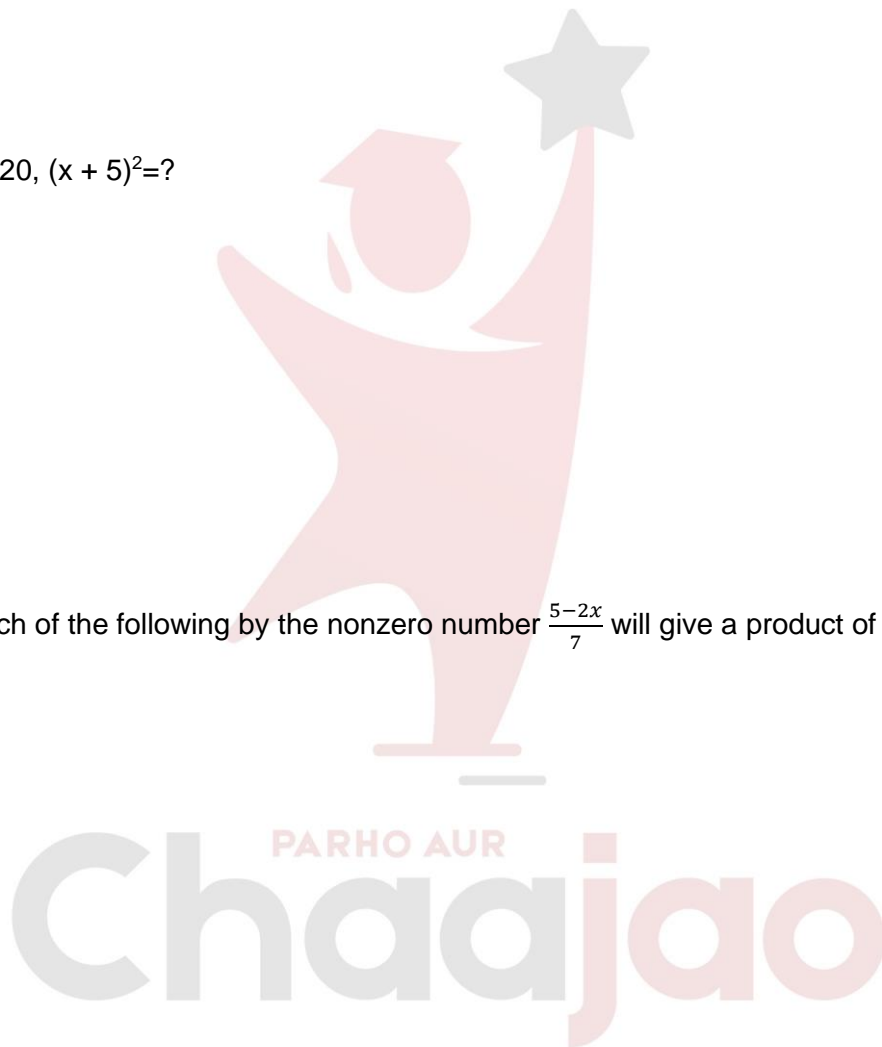 20, (x + 5)²=?
ch of the following by the nonzero number \frac{5-2x}{7} will give a product of
PARHO AUR
Chaajao